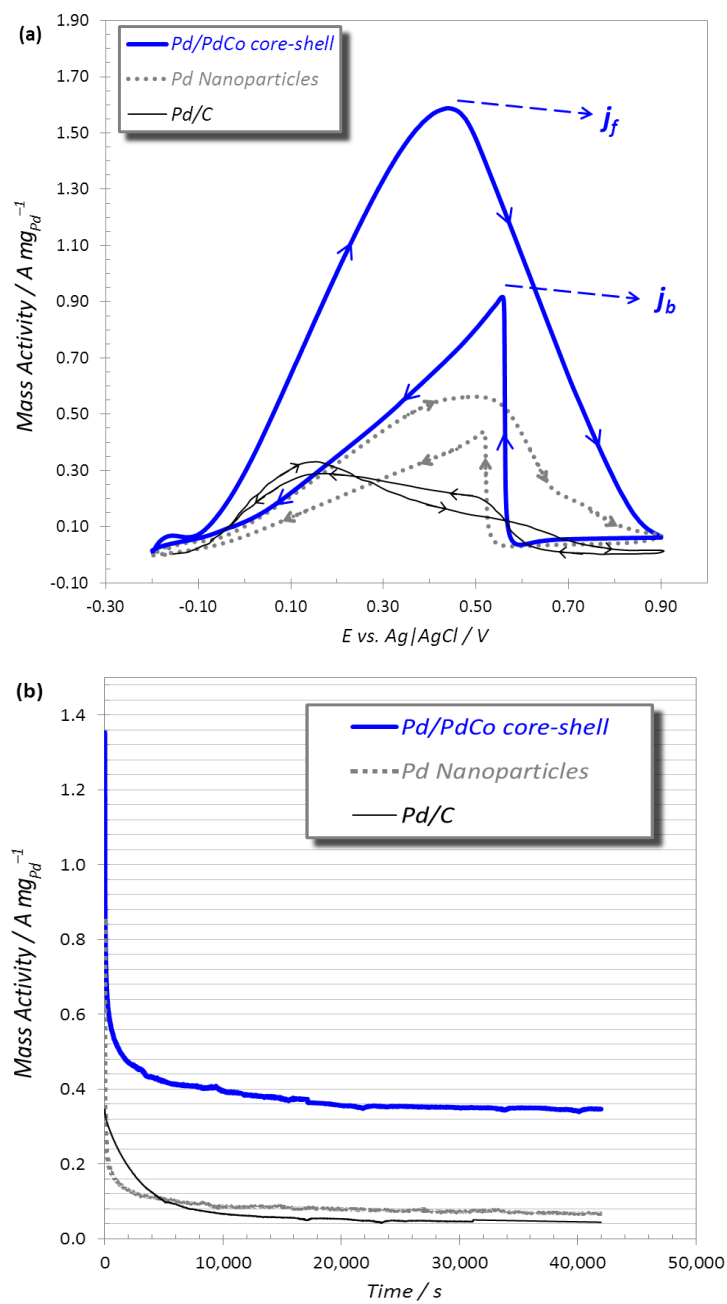 (a)
Pd/PdCo core-shell
Pd Nanoparticles
Pd/C
1.90
1.70
1.50
1.30
1.10
0.90
0.70
0.50
0.30
0.10
-0.10
Mass Activity / A mg_Pd^−1
j_f
j_b
-0.30
-0.10
0.10
0.30
0.50
0.70
0.90
E vs. Ag|AgCl / V
(b)
Pd/PdCo core-shell
Pd Nanoparticles
Pd/C
1.4
1.2
1.0
0.8
0.6
0.4
0.2
0.0
Mass Activity / A mg_Pd^−1
0
10,000
20,000
30,000
40,000
50,000
Time / s